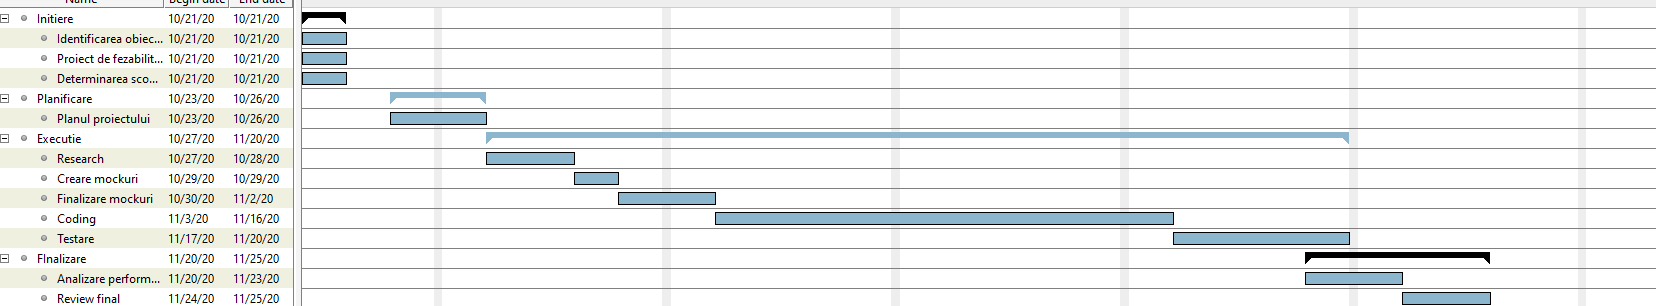 Name Begin date End date
Initiere 10/21/20 10/21/20
Identificarea obiec... 10/21/20 10/21/20
Proiect de fezabilit... 10/21/20 10/21/20
Determinarea sco... 10/21/20 10/21/20
Planificare 10/23/20 10/26/20
Planul proiectului 10/23/20 10/26/20
Executie 10/27/20 11/20/20
Research 10/27/20 10/28/20
Creare mockuri 10/29/20 10/29/20
Finalizare mockuri 10/30/20 11/2/20
Coding 11/3/20 11/16/20
Testare 11/17/20 11/20/20
FInalizare 11/20/20 11/25/20
Analizare perform... 11/20/20 11/23/20
Review final 11/24/20 11/25/20